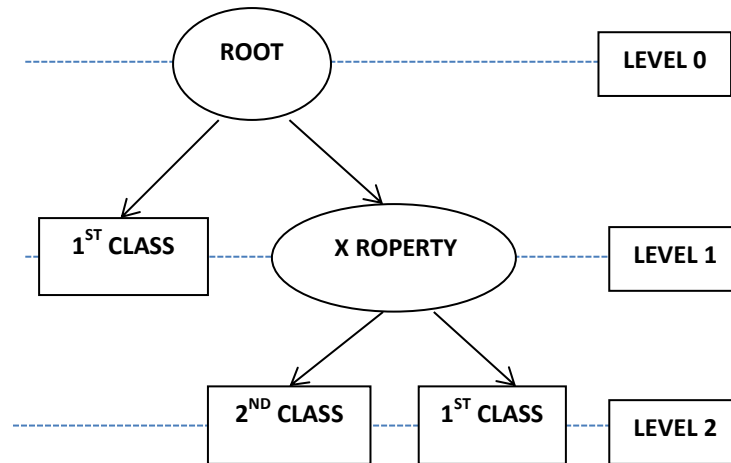 ROOT
LEVEL 0
1ST CLASS
X ROPERTY
LEVEL 1
2ND CLASS
1ST CLASS
LEVEL 2